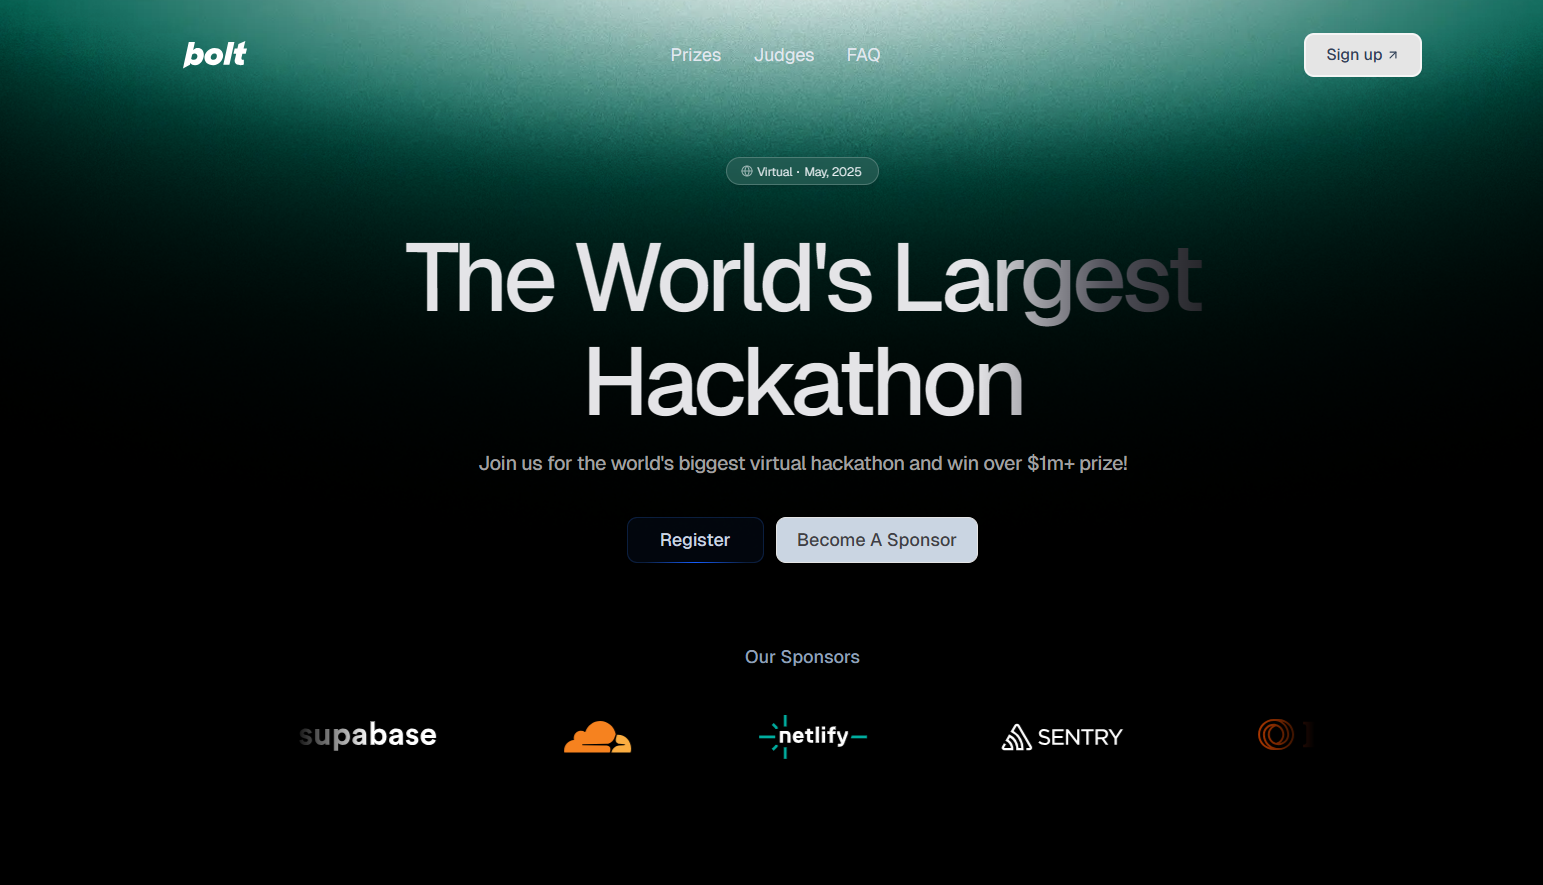 bolt
Prizes Judges FAQ
Sign up ↗
Virtual · May, 2025
The World's Largest
Hackathon
Join us for the world's biggest virtual hackathon and win over $1m+ prize!
Register Become A Sponsor
Our Sponsors
supabase netlify SENTRY